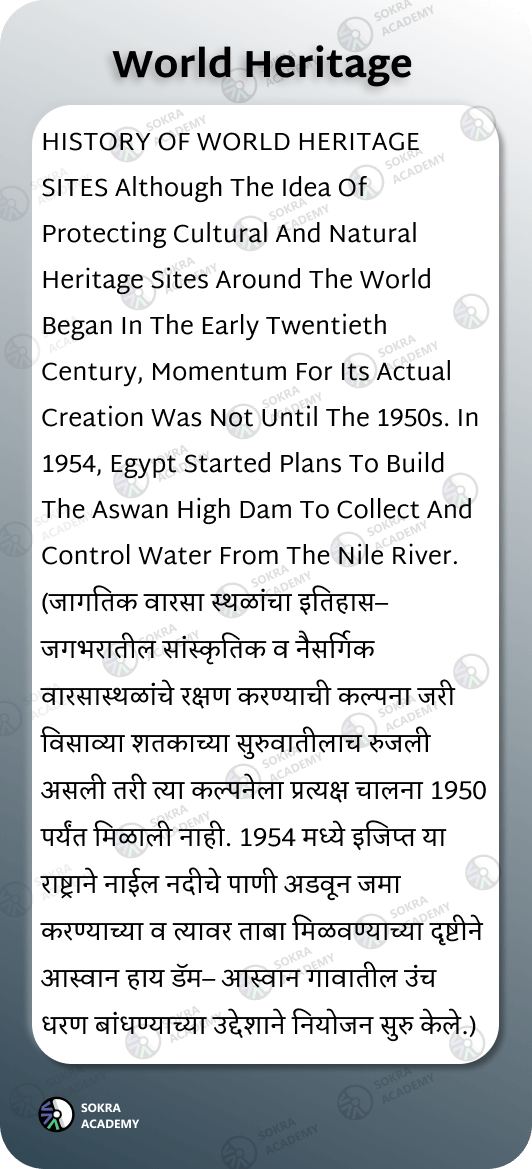 World Heritage
HISTORY OF WORLD HERITAGE
SITES Although The Idea Of
Protecting Cultural And Natural
Heritage Sites Around The World
Began In The Early Twentieth
Century, Momentum For Its Actual
Creation Was Not Until The 1950s. In
1954, Egypt Started Plans To Build
The Aswan High Dam To Collect And
Control Water From The Nile River.
(जागतिक वारसा स्थळांचा इतिहास–
जगभरातील सांस्कृतिक व नैसर्गिक
वारसास्थळांचे रक्षण करण्याची कल्पना जरी
विसाव्या शतकाच्या सुरुवातीलाच रुजली
असली तरी त्या कल्पनेला प्रत्यक्ष चालना 1950
पर्यंत मिळाली नाही. 1954 मध्ये इजिप्त या
राष्ट्राने नाईल नदीचे पाणी अडवून जमा
करण्याच्या व त्यावर ताबा मिळवण्याच्या दृष्टीने
आस्वान हाय डॅम– आस्वान गावातील उंच
धरण बांधण्याच्या उद्देशाने नियोजन सुरु केले.)
SOKRA
ACADEMY